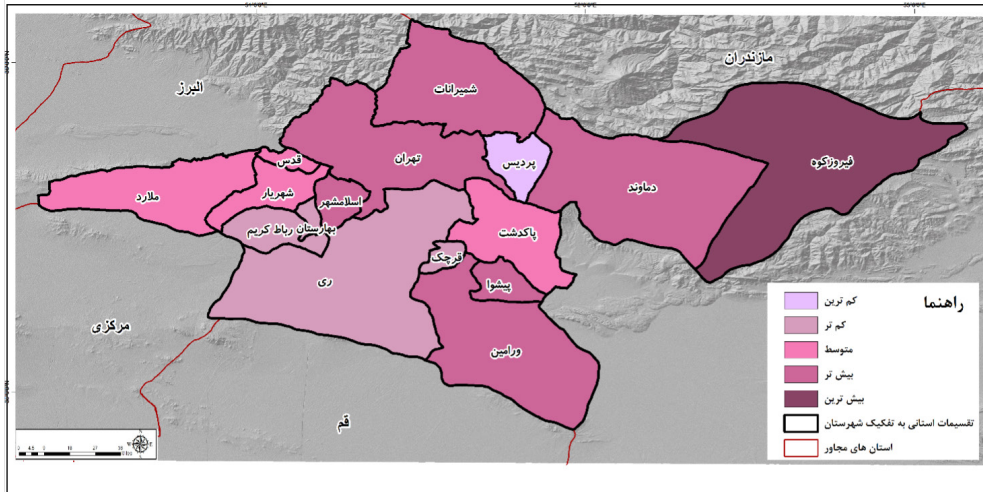 مازندران
البرز
شمیرانات
تهران
پردیس
فیروزکوه
دماوند
قدس
ملارد
شهریار
اسلامشهر
رباط کریم
بهارستان
پاکدشت
قرچک
ری
پیشوا
ورامین
مرکزی
قم
راهنما
کم ترین
کم تر
متوسط
بیش تر
بیش ترین
تقسیمات استانی به تفکیک شهرستان
استان های مجاور